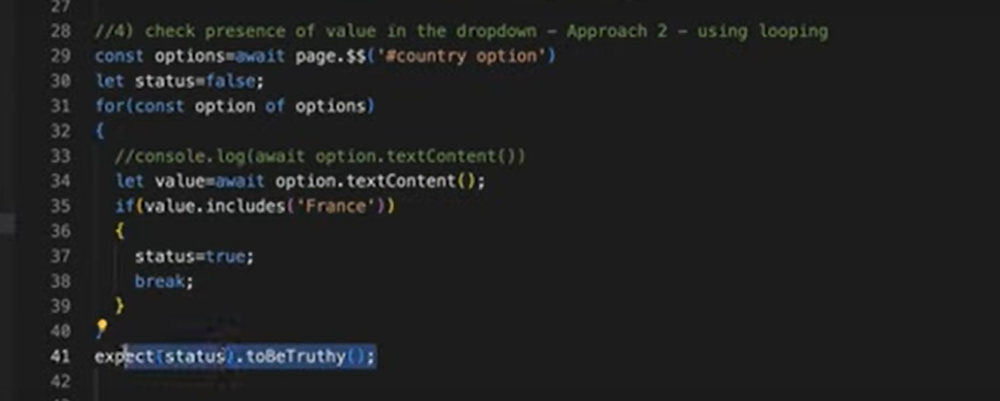 27
28 //4) check presence of value in the dropdown - Approach 2 - using looping
29 const options=await page.$$('#country option')
30 let status=false;
31 for(const option of options)
32 {
33 //console.log(await option.textContent())
34 let value=await option.textContent();
35 if(value.includes('France'))
36 {
37 status=true;
38 break;
39 }
40
41 expect(status).toBeTruthy();
42